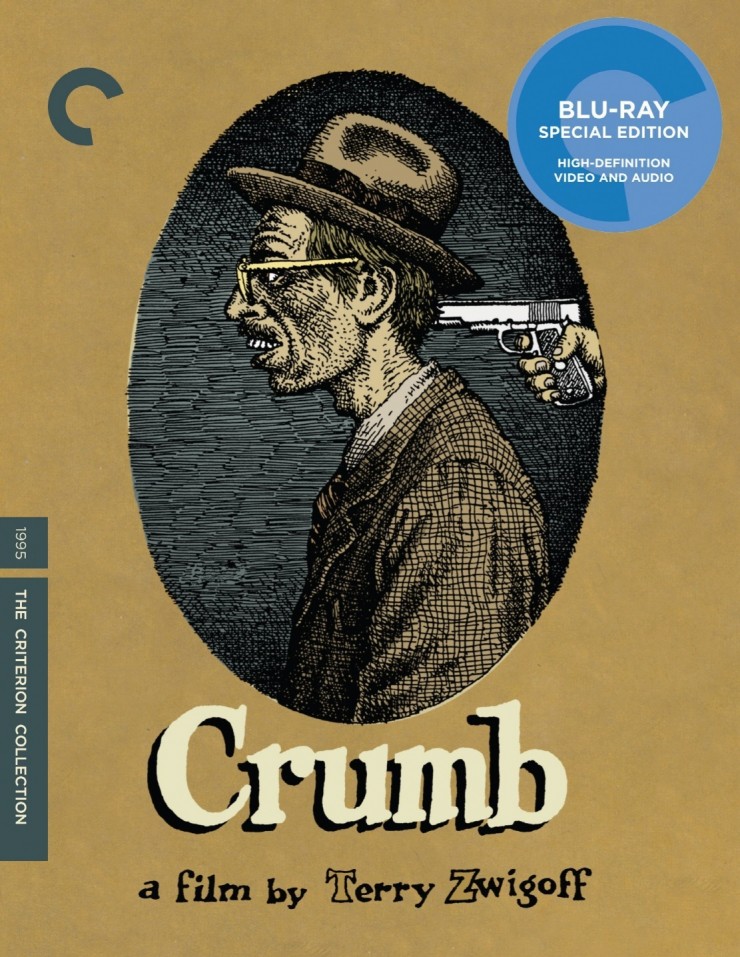 BLU-RAY
SPECIAL EDITION
HIGH-DEFINITION
VIDEO AND AUDIO
1995
THE CRITERION COLLECTION
Crumb
a film by Terry Zwigoff